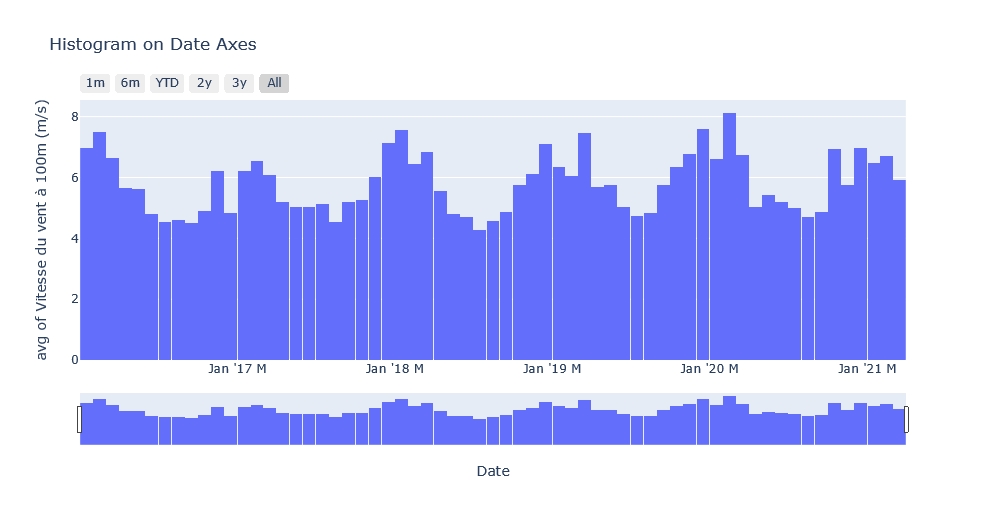 Histogram on Date Axes
1m 6m YTD 2y 3y All
avg of Vitesse du vent à 100m (m/s)
8
6
4
2
0
Jan '17 M Jan '18 M Jan '19 M Jan '20 M Jan '21 M
Date